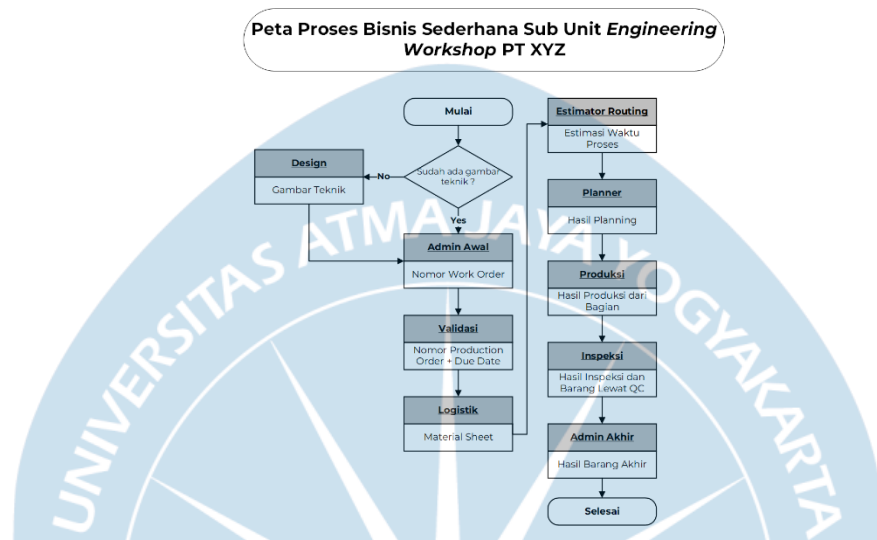 Peta Proses Bisnis Sederhana Sub Unit Engineering
Workshop PT XYZ
Mulai
Sudah ada gambar
teknik ?
No
Yes
Design
Gambar Teknik
Admin Awal
Nomor Work Order
Validasi
Nomor Production
Order + Due Date
Logistik
Material Sheet
Estimator Routing
Estimasi Waktu
Proses
Planner
Hasil Planning
Produksi
Hasil Produksi dari
Bagian
Inspeksi
Hasil Inspeksi dan
Barang Lewat QC
Admin Akhir
Hasil Barang Akhir
Selesai
UNIVERSITAS ATMA JAYA YOGYAKARTA